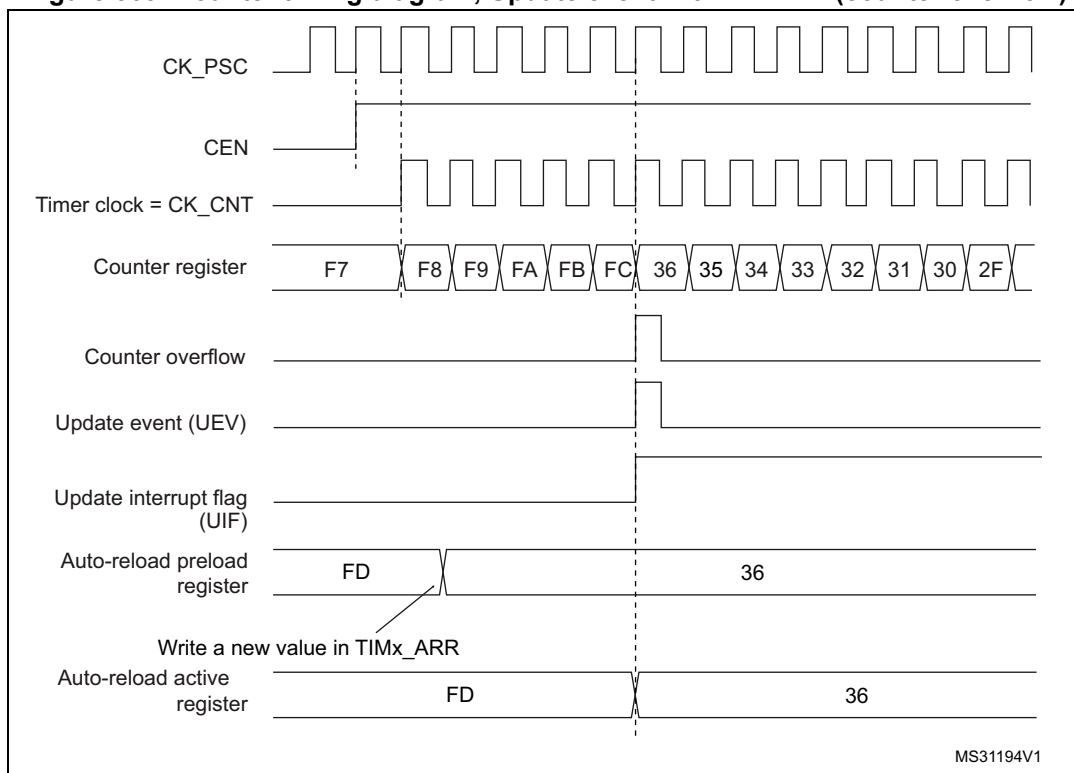 CK_PSC
CEN
Timer clock = CK_CNT
Counter register
F7 F8 F9 FA FB FC 36 35 34 33 32 31 30 2F
Counter overflow
Update event (UEV)
Update interrupt flag
(UIF)
Auto-reload preload
register
FD 36
Write a new value in TIMx_ARR
Auto-reload active
register
FD 36
MS31194V1